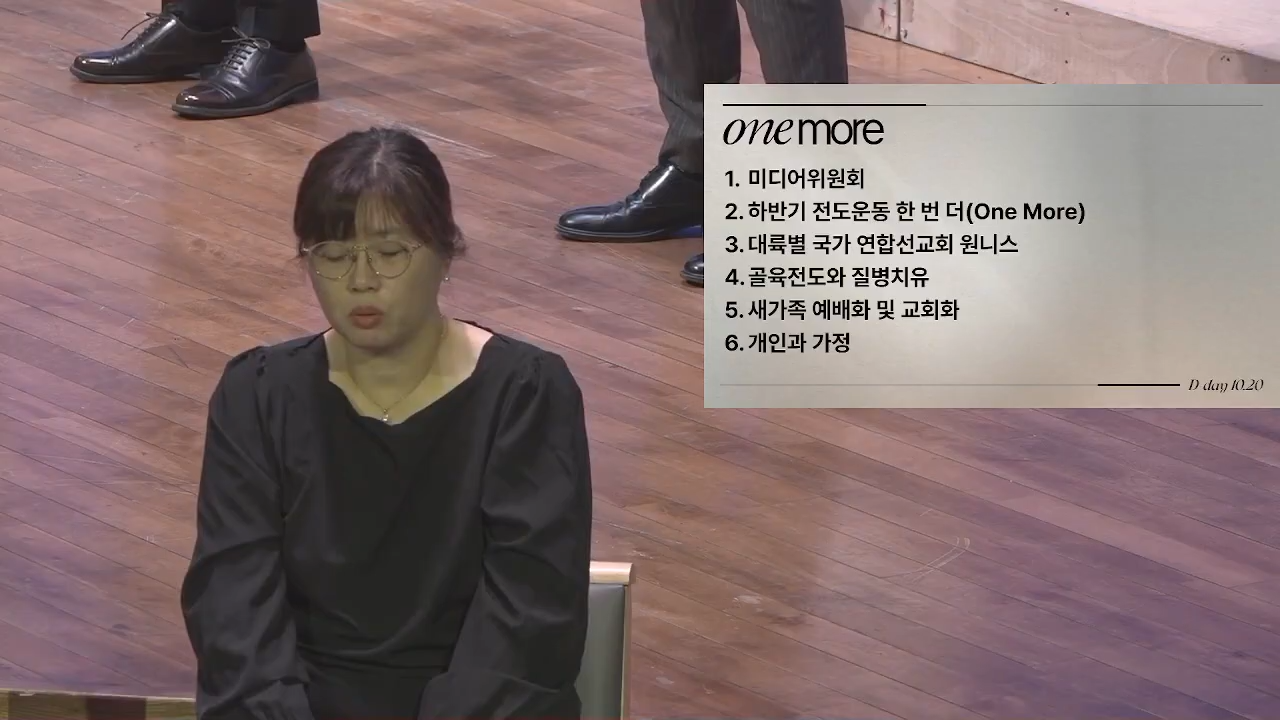 one more
1. 미디어위원회
2. 하반기 전도운동 한 번 더(One More)
3. 대륙별 국가 연합선교회 원니스
4. 골육전도와 질병치유
5. 새가족 예배화 및 교회화
6. 개인과 가정
D-day 10.20